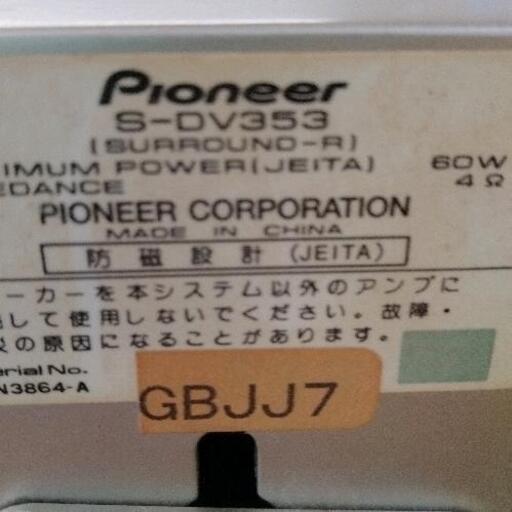 Pioneer
S-DV353
(SURROUND-R)
IMUM POWER(JEITA) 60W
EDANCE 4Ω
PIONEER CORPORATION
MADE IN CHINA
防磁設計 (JEITA)
ーカーを本システム以外のアンプに
して使用しないでください。故障・
の原因になることがあります。
erial No.
N3864-A
GBJJ7